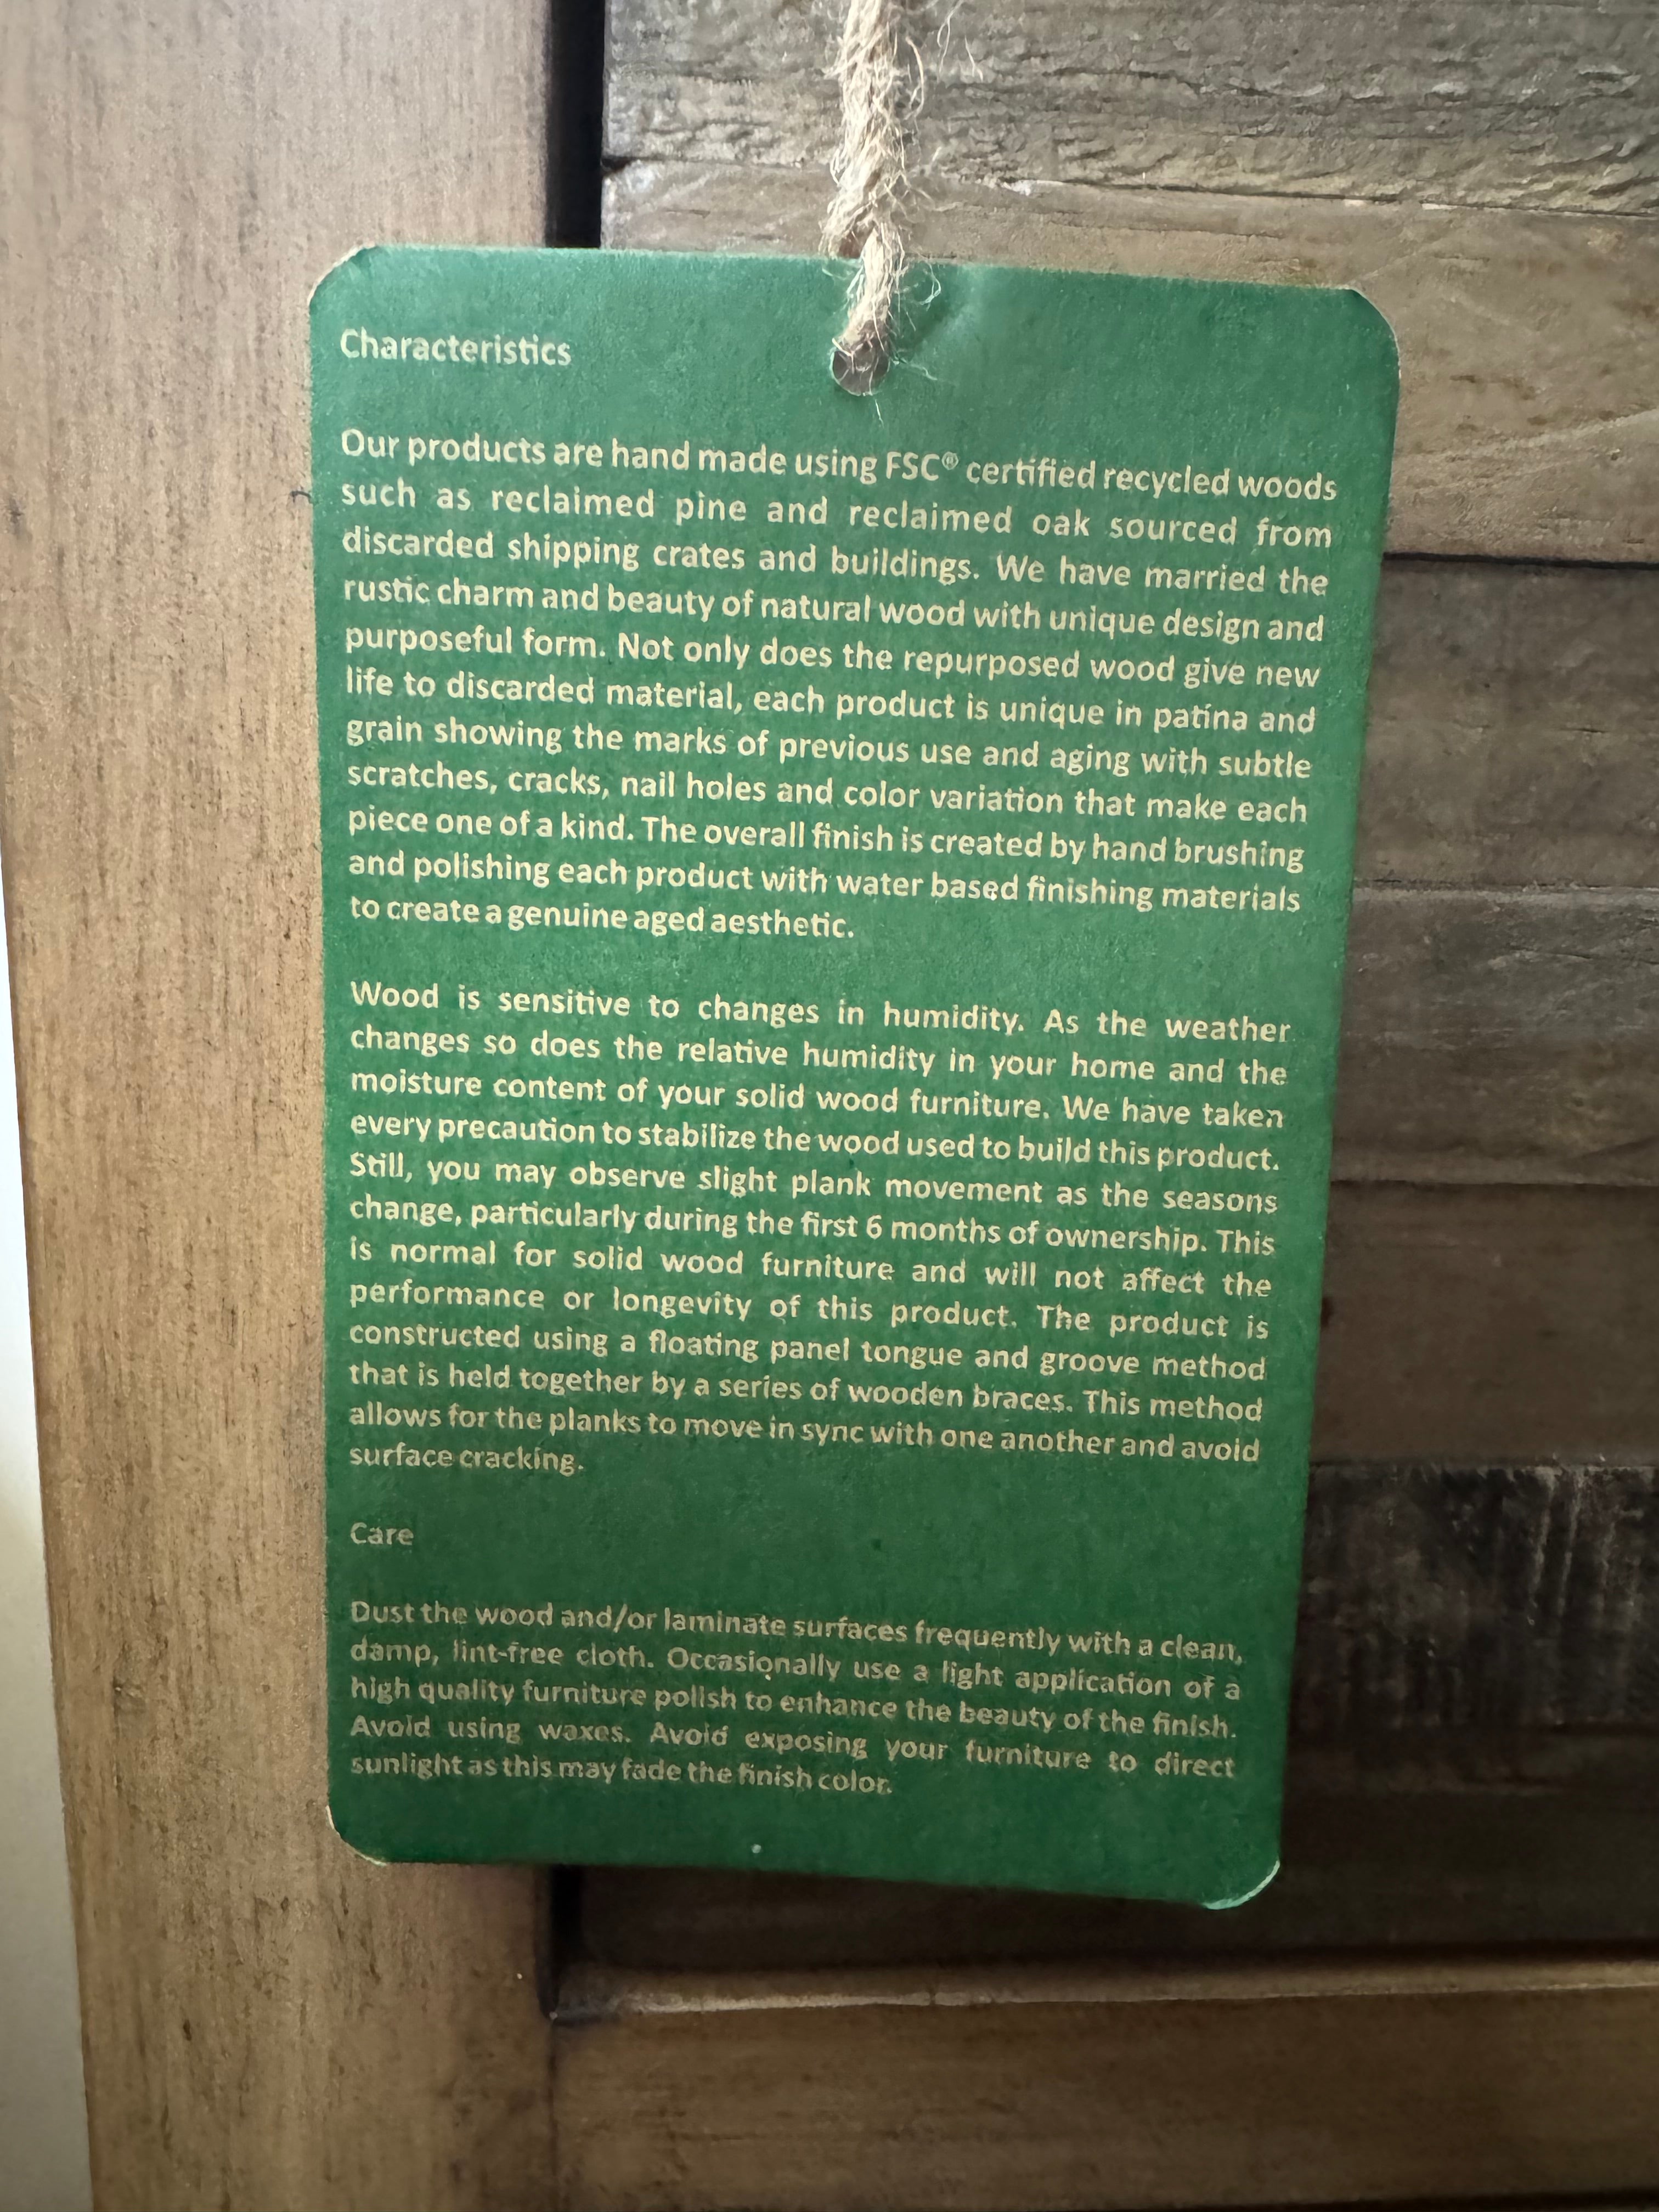 Characteristics
Our products are hand made using FSC® certified recycled woods
such as reclaimed pine and reclaimed oak sourced from
discarded shipping crates and buildings. We have married the
rustic charm and beauty of natural wood with unique design and
purposeful form. Not only does the repurposed wood give new
life to discarded material, each product is unique in patina and
grain showing the marks of previous use and aging with subtle
scratches, cracks, nail holes and color variation that make each
piece one of a kind. The overall finish is created by hand brushing
and polishing each product with water based finishing materials
to create a genuine aged aesthetic.
Wood is sensitive to changes in humidity. As the weather
changes so does the relative humidity in your home and the
moisture content of your solid wood furniture. We have taken
every precaution to stabilize the wood used to build this product.
Still, you may observe slight plank movement as the seasons
change, particularly during the first 6 months of ownership. This
is normal for solid wood furniture and will not affect the
performance or longevity of this product. The product is
constructed using a floating panel tongue and groove method
that is held together by a series of wooden braces. This method
allows for the planks to move in sync with one another and avoid
surface cracking.
Care
Dust the wood and/or laminate surfaces frequently with a clean,
damp, lint-free cloth. Occasionally use a light application of a
high quality furniture polish to enhance the beauty of the finish.
Avoid using waxes. Avoid exposing your furniture to direct
sunlight as this may fade the finish color.